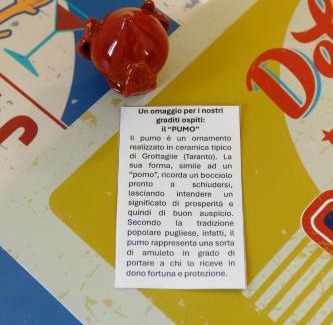 Un omaggio per i nostri
graditi ospiti:
il "PUMO"
Il pumo è un ornamento
realizzato in ceramica tipico
di Grottaglie (Taranto). La
sua forma, simile ad un
"pomo", ricorda un bocciolo
pronto a schiudersi,
lasciando intendere un
significato di prosperità e
quindi di buon auspicio.
Secondo la tradizione
popolare pugliese, infatti, il
pumo rappresenta una sorta
di amuleto in grado di
portare a chi lo riceve in
dono fortuna e protezione.